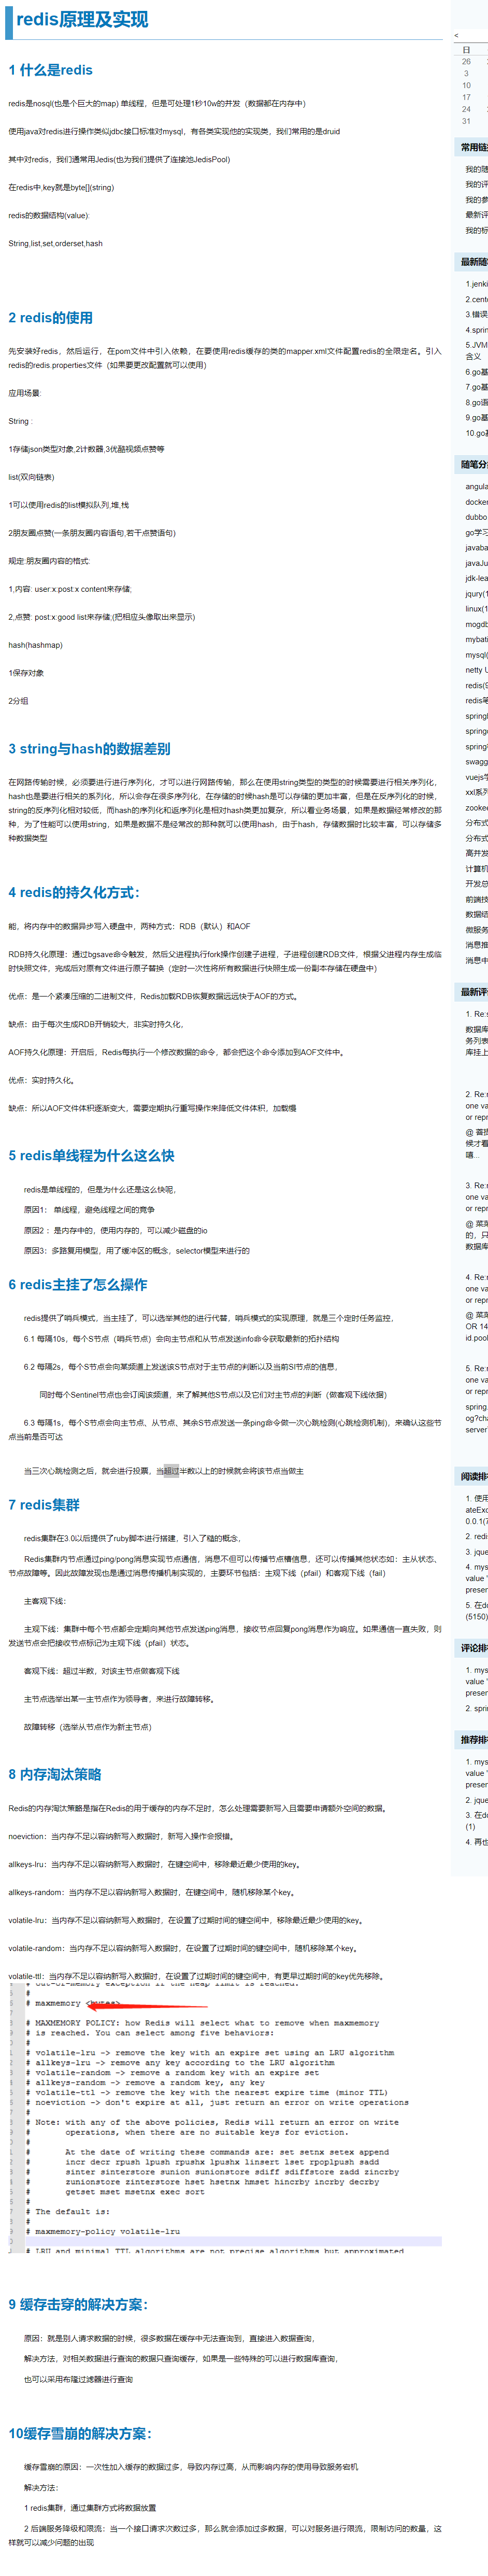 redis原理及实现
1 什么是redis
redis是nosql(也是个巨大的map) 单线程，但是可处理1秒10w的并发（数据都在内存中）
使用java对redis进行操作类似jdbc接口标准对mysql，有各类实现他的实现类，我们常用的是druid
其中对redis，我们通常用Jedis(也为我们提供了连接池JedisPool)
在redis中,key就是byte[](string)
redis的数据结构(value):
String,list,set,orderset,hash
2 redis的使用
先安装好redis，然后运行，在pom文件中引入依赖，在要使用redis缓存的类的mapper.xml文件配置redis的全限定名。引入
redis的redis.properties文件（如果要更改配置就可以使用）
应用场景:
String :
1存储json类型对象,2计数器,3优酷视频点赞等
list(双向链表)
1可以使用redis的list模拟队列,堆,栈
2朋友圈点赞(一条朋友圈内容语句,若干点赞语句)
规定:朋友圈内容的格式:
1,内容: user:x:post:x content来存储;
2,点赞: post:x:good list来存储;(把相应头像取出来显示)
hash(hashmap)
1保存对象
2分组
3 string与hash的数据差别
在网路传输时候，必须要进行进行序列化，才可以进行网路传输，那么在使用string类型的类型的时候需要进行相关序列化，
hash也是要进行相关的系列化，所以会存在很多序列化，在存储的时候hash是可以存储的更加丰富，但是在反序列化的时候，
string的反序列化相对较低，而hash的序列化和返序列化是相对hash类更加复杂，所以看业务场景，如果是数据经常修改的那
种，为了性能可以使用string，如果是数据不是经常改的那种就可以使用hash，由于hash，存储数据时比较丰富，可以存储多
种数据类型
4 redis的持久化方式：
能，将内存中的数据异步写入硬盘中，两种方式：RDB（默认）和AOF
RDB持久化原理：通过bgsave命令触发，然后父进程执行fork操作创建子进程，子进程创建RDB文件，根据父进程内存生成临
时快照文件，完成后对原有文件进行原子替换（定时一次性将所有数据进行快照生成一份副本存储在硬盘中）
优点：是一个紧凑压缩的二进制文件，Redis加载RDB恢复数据远远快于AOF的方式。
缺点：由于每次生成RDB开销较大，非实时持久化，
AOF持久化原理：开启后，Redis每执行一个修改数据的命令，都会把这个命令添加到AOF文件中。
优点：实时持久化。
缺点：所以AOF文件体积逐渐变大，需要定期执行重写操作来降低文件体积，加载慢
5 redis单线程为什么这么快
redis是单线程的，但是为什么还是这么快呢，
原因1： 单线程，避免线程之间的竞争
原因2 ：是内存中的，使用内存的，可以减少磁盘的io
原因3：多路复用模型，用了缓冲区的概念，selector模型来进行的
6 redis主挂了怎么操作
redis提供了哨兵模式，当主挂了，可以选举其他的进行代替，哨兵模式的实现原理，就是三个定时任务监控，
6.1 每隔10s，每个S节点（哨兵节点）会向主节点和从节点发送info命令获取最新的拓扑结构
6.2 每隔2s，每个S节点会向某频道上发送该S节点对于主节点的判断以及当前Sl节点的信息，
同时每个Sentinel节点也会订阅该频道，来了解其他S节点以及它们对主节点的判断（做客观下线依据）
6.3 每隔1s，每个S节点会向主节点、从节点、其余S节点发送一条ping命令做一次心跳检测(心跳检测机制)，来确认这些节
点当前是否可达
当三次心跳检测之后，就会进行投票，当超过半数以上的时候就会将该节点当做主
7 redis集群
redis集群在3.0以后提供了ruby脚本进行搭建，引入了糙的概念，
Redis集群内节点通过ping/pong消息实现节点通信，消息不但可以传播节点槽信息，还可以传播其他状态如：主从状态、
节点故障等。因此故障发现也是通过消息传播机制实现的，主要环节包括：主观下线（pfail）和客观下线（fail）
主客观下线：
主观下线：集群中每个节点都会定期向其他节点发送ping消息，接收节点回复pong消息作为响应。如果通信一直失败，则
发送节点会把接收节点标记为主观下线（pfail）状态。
客观下线：超过半数，对该主节点做客观下线
主节点选举出某一主节点作为领导者，来进行故障转移。
故障转移（选举从节点作为新主节点）
8 内存淘汰策略
Redis的内存淘汰策略是指在Redis的用于缓存的内存不足时，怎么处理需要新写入且需要申请额外空间的数据。
noeviction：当内存不足以容纳新写入数据时，新写入操作会报错。
allkeys-lru：当内存不足以容纳新写入数据时，在键空间中，移除最近最少使用的key。
allkeys-random：当内存不足以容纳新写入数据时，在键空间中，随机移除某个key。
volatile-lru：当内存不足以容纳新写入数据时，在设置了过期时间的键空间中，移除最近最少使用的key。
volatile-random：当内存不足以容纳新写入数据时，在设置了过期时间的键空间中，随机移除某个key。
volatile-ttl：当内存不足以容纳新写入数据时，在设置了过期时间的键空间中，有更早过期时间的key优先移除。
# maxmemory <bytes>
#
# MAXMEMORY POLICY: how Redis will select what to remove when maxmemory
# is reached. You can select among five behaviors:
#
# volatile-lru -> remove the key with an expire set using an LRU algorithm
# allkeys-lru -> remove any key according to the LRU algorithm
# volatile-random -> remove a random key with an expire set
# allkeys-random -> remove a random key, any key
# volatile-ttl -> remove the key with the nearest expire time (minor TTL)
# noeviction -> don't expire at all, just return an error on write operations
#
# Note: with any of the above policies, Redis will return an error on write
# operations, when there are no suitable keys for eviction.
#
# At the date of writing these commands are: set setnx setex append
# incr decr rpush lpush rpushx lpushx linsert lset rpoplpush sadd
# sinter sinterstore sunion sunionstore sdiff sdiffstore zadd zincrby
# zunionstore zinterstore hset hsetnx hmset hincrby incrby decrby
# getset mset msetnx exec sort
#
# The default is:
#
# maxmemory-policy volatile-lru
# LRU and minimal TTL algorithms are not precise algorithms but approximated
9 缓存击穿的解决方案：
原因：就是别人请求数据的时候，很多数据在缓存中无法查询到，直接进入数据查询，
解决方法，对相关数据进行查询的数据只查询缓存，如果是一些特殊的可以进行数据库查询，
也可以采用布隆过滤器进行查询
10缓存雪崩的解决方案：
缓存雪崩的原因：一次性加入缓存的数据过多，导致内存过高，从而影响内存的使用导致服务宕机
解决方法：
1 redis集群，通过集群方式将数据放置
2 后端服务降级和限流：当一个接口请求次数过多，那么就会添加过多数据，可以对服务进行限流，限制访问的数量，这
样就可以减少问题的出现
<
日
26
3
10
17
24
31
常用链
我的随
我的评
我的参
最新评
我的标
最新随
1.jenki
2.cent
3.错误
4.sprin
5.JVM
含义
6.go基
7.go基
8.go语
9.go基
10.go
随笔分
angula
docker
dubbo
go学习
javaba
javaJu
jdk-lea
jqury(1
linux(1
mogdb
mybati
mysql(
netty U
redis(9
redis笔
springl
spring
spring
swagg
vuejs学
xxl系列
zookee
分布式
分布式
高并发
计算机
开发总
前端技
数据结
微服务
消息推
消息中
最新评
1. Re:s
数据库
务列表
库挂上
2. Re:r
one va
or repr
候才看
嘻...
3. Re:r
one va
or repr
@ 菜菜
的，只
数据库
4. Re:r
one va
or repr
@ 菜菜
OR 14
id.pool
5. Re:r
one va
or repr
spring.
og?cha
server
阅读排
1. 使用
ateExc
0.0.1(7
2. redi
3. jque
4. mys
value '
presen
5. 在do
(5150)
评论排
1. mys
value '
presen
2. spri
推荐排
1. mys
value '
presen
2. jque
3. 在do
(1)
4. 再也